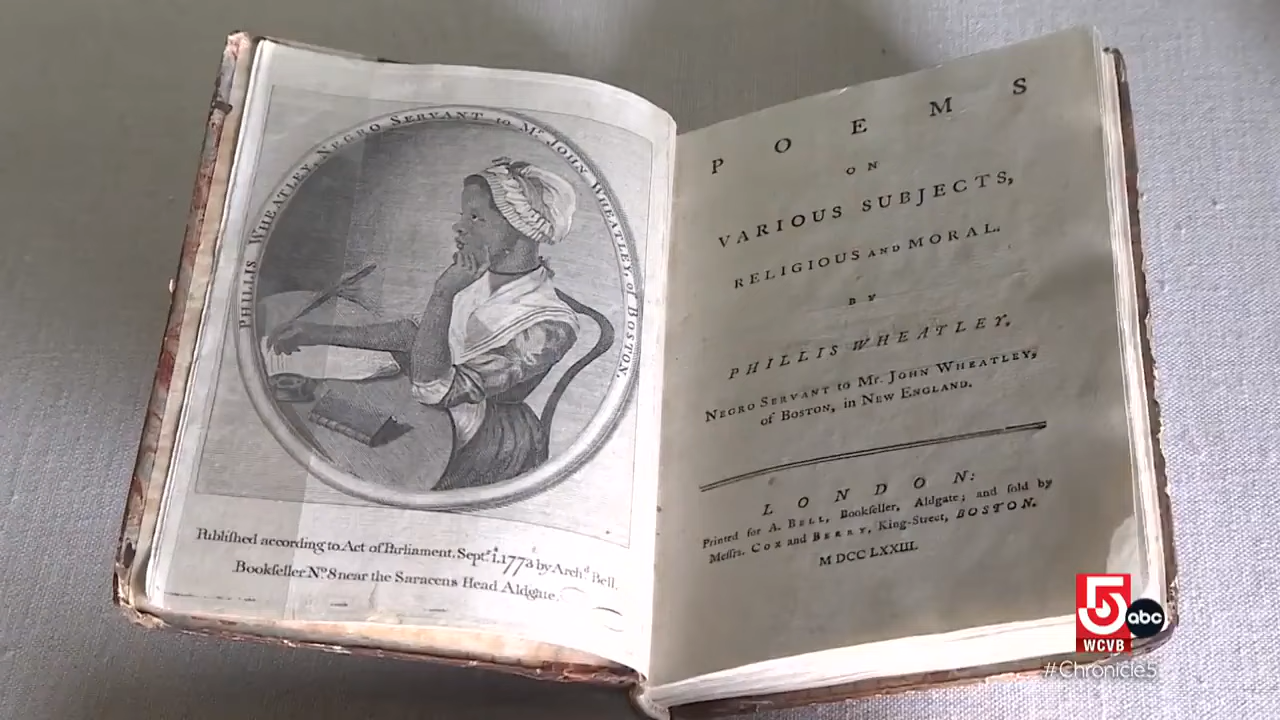 PHILLIS WHEATLEY, NEGRO SERVANT to Mr. JOHN WHEATLEY, of BOSTON.
Publiſhed according to Act of Parliament, Septr. 1, 1773 by Archd. Bell,
Bookſeller No. 8 near the Saracens Head Aldgate.
POEMS
ON
VARIOUS SUBJECTS,
RELIGIOUS AND MORAL.
BY
PHILLIS WHEATLEY,
NEGRO SERVANT to Mr. JOHN WHEATLEY,
of BOSTON, in NEW ENGLAND.
LONDON:
Printed for A. BELL, Bookſeller, Aldgate; and ſold by
Meſſrs. COX and BERRY, King-Street, BOSTON.
M DCC LXXIII.
5
abc
WCVB
#Chronicle5